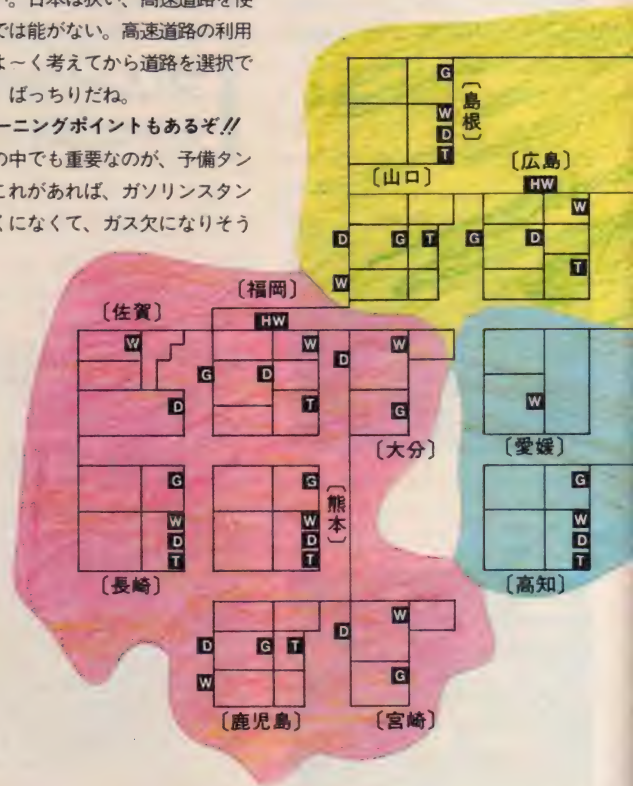 。日本は狭い、高速道路を使
では能がない。高速道路の利用
は〜く考えてから道路を選択で
ばっちりだね。
ーニングポイントもあるぞ!!
の中でも重要なのが、予備タン
これがあれば、ガソリンスタン
くになくて、ガス欠になりそう
G
〔島根〕
W
D
T
〔山口〕
〔広島〕
HW
W
D
G
T
G
D
T
W
〔福岡〕
HW
〔佐賀〕
W
G
D
W
T
D
W
D
G
〔大分〕
W
〔愛媛〕
G
W
D
T
〔長崎〕
G
W
D
T
〔熊本〕
G
W
D
T
〔高知〕
D
G
T
W
〔鹿児島〕
D
W
G
〔宮崎〕